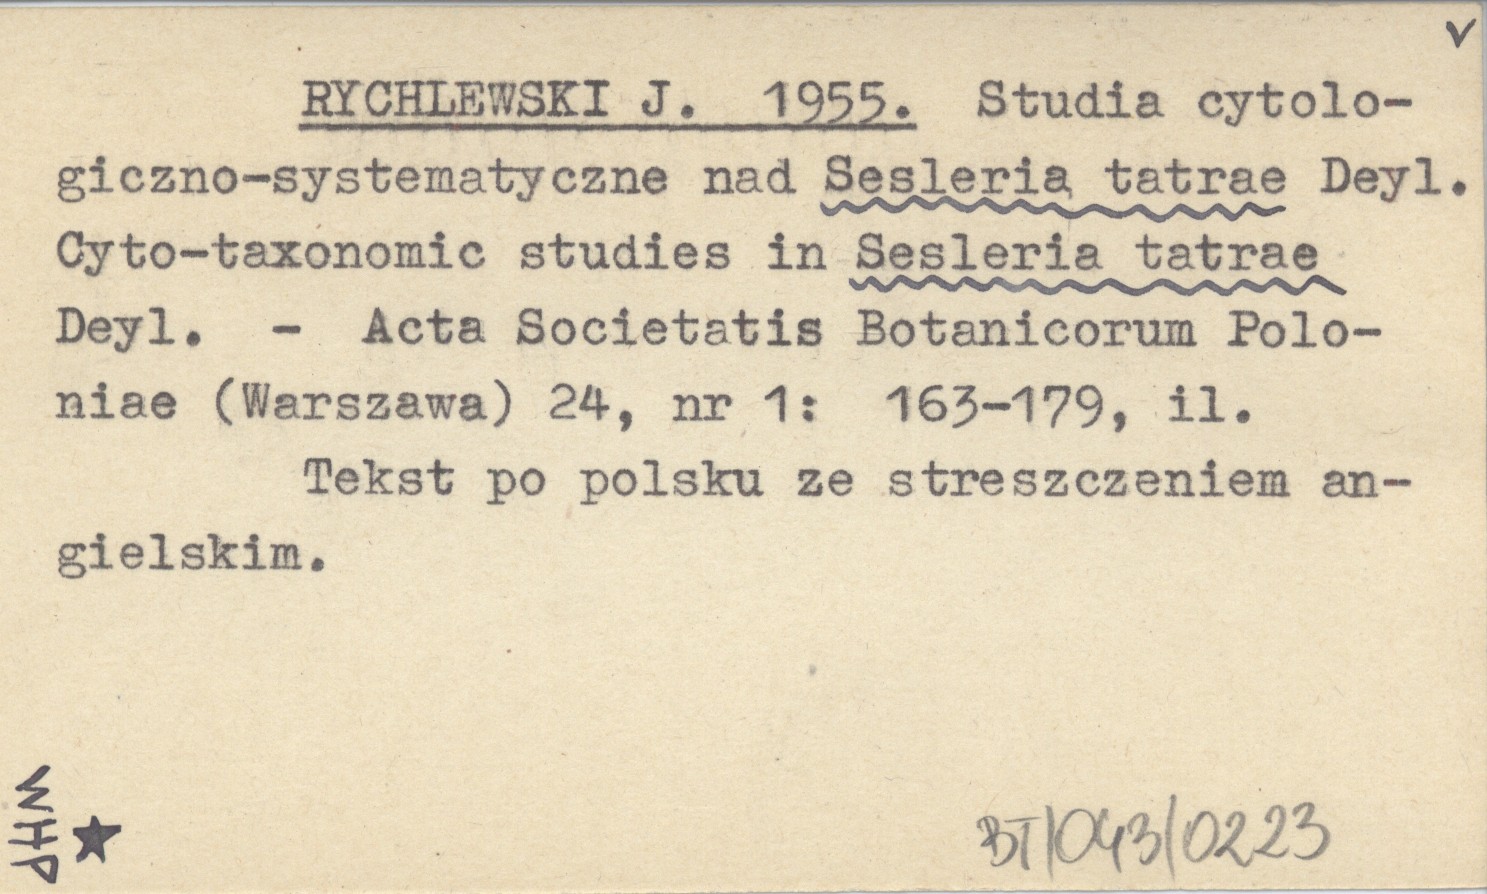 v
RYCHLEWSKI J. 1955. Studia cytolo-
giczno-systematyczne nad Sesleria tatrae Deyl.
Cyto-taxonomic studies in Sesleria tatrae
Deyl. - Acta Societatis Botanicorum Polo-
niae (Warszawa) 24, nr 1: 163-179, il.
Tekst po polsku ze streszczeniem an-
gielskim.
WHP
BT/043/0223